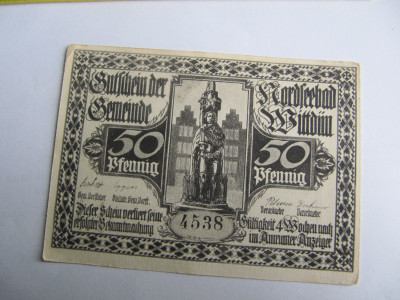 Gutschein der
Gemeinde
Nordseebad
Wittdün
50
Pfennig
50
Pfennig
4538
Dieser Schein verliert seine
Gültigkeit 4 Wochen nach
im Amrumer Anzeiger